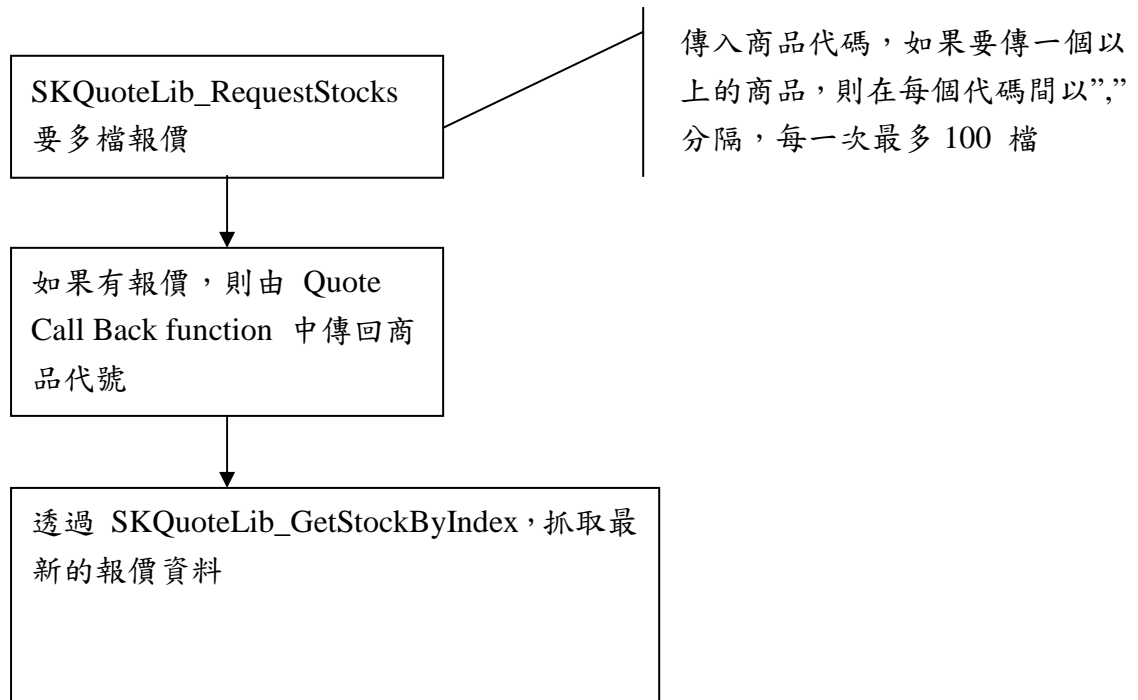 SKQuoteLib_RequestStocks
要多檔報價
傳入商品代碼，如果要傳一個以
上的商品，則在每個代碼間以”,”
分隔，每一次最多 100 檔
如果有報價，則由 Quote
Call Back function 中傳回商
品代號
透過 SKQuoteLib_GetStockByIndex，抓取最
新的報價資料